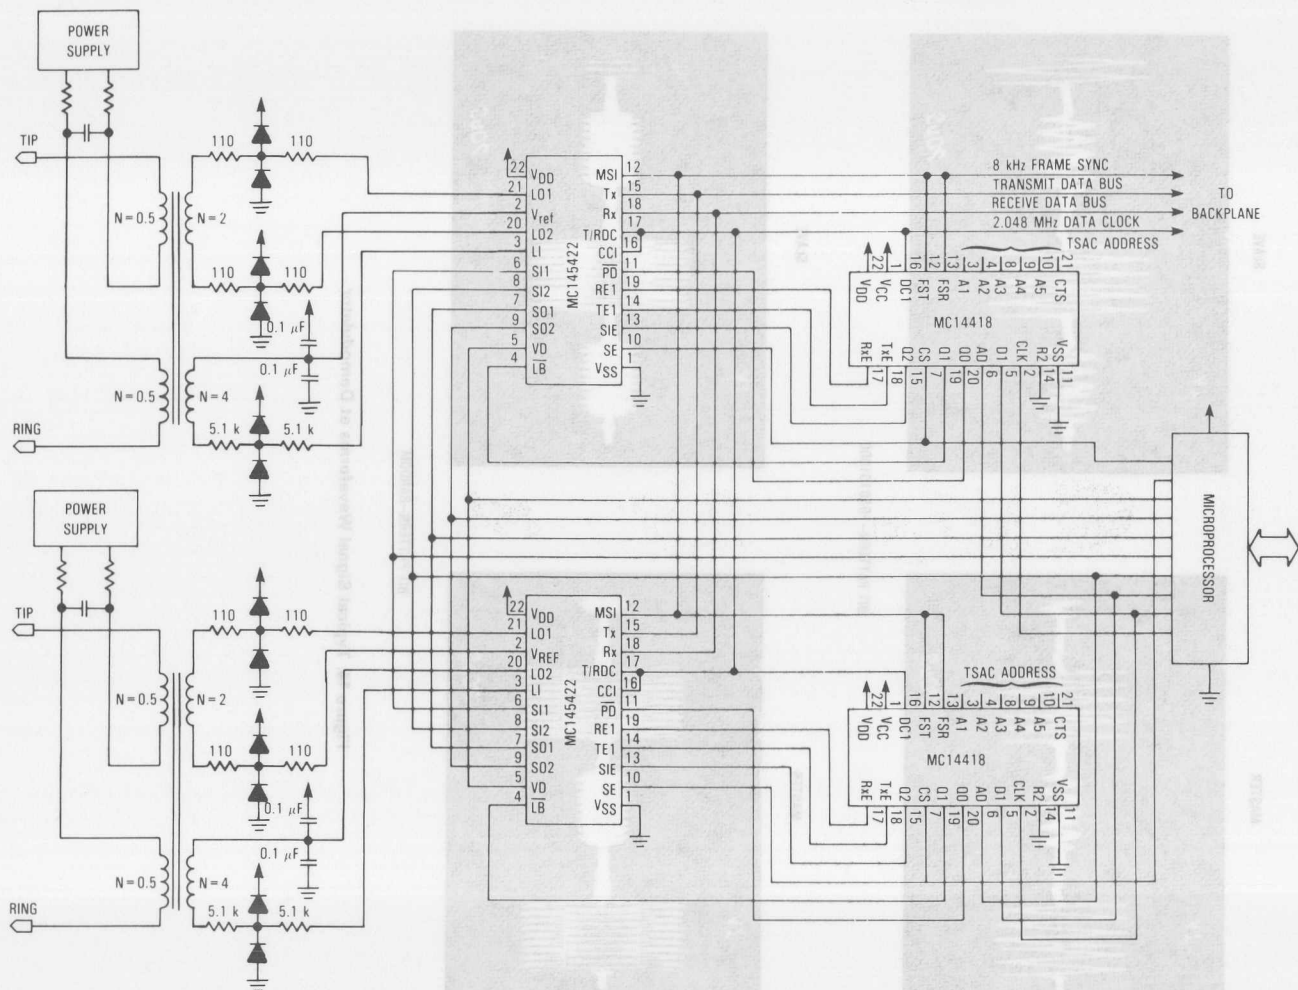 POWER
SUPPLY
TIP
110
110
N=0.5
N=2
110
110
0.1 μF
0.1 μF
N=0.5
N=4
5.1 k
5.1 k
RING
22
VDD
21
LO1
2
Vref
20
LO2
3
LI
6
SI1
8
SI2
7
SO1
9
SO2
5
VD
4
LB
MC145422
MSI
12
Tx
15
Rx
18
T/RDC
17
CCI
16
PD
11
RE1
19
TE1
14
SIE
13
SE
10
VSS
1
8 kHz FRAME SYNC
TRANSMIT DATA BUS
RECEIVE DATA BUS
2.048 MHz DATA CLOCK
TO
BACKPLANE
TSAC ADDRESS
22
1
16
12
13
3
4
8
9
10
21
VDD
VCC
DC1
FST
FSR
A1
A2
A3
A4
A5
CTS
MC14418
RxE
TxE
Q2
CS
Q1
Q0
AD
D1
CLK
R2
VSS
17
18
15
7
19
20
6
5
2
14
11
MICROPROCESSOR
POWER
SUPPLY
TIP
110
110
N=0.5
N=2
110
110
0.1 μF
0.1 μF
N=0.5
N=4
5.1 k
5.1 k
RING
22
VDD
21
LO1
2
VREF
20
LO2
3
LI
6
SI1
8
SI2
7
SO1
9
SO2
5
VD
4
LB
MC145422
MSI
12
Tx
15
Rx
18
T/RDC
17
CCI
16
PD
11
RE1
19
TE1
14
SIE
13
SE
10
VSS
1
TSAC ADDRESS
22
1
16
12
13
3
4
8
9
10
21
VDD
VCC
DC1
FST
FSR
A1
A2
A3
A4
A5
CTS
MC14418
RxE
TxE
Q2
CS
Q1
Q0
AD
D1
CLK
R2
VSS
17
18
15
7
19
20
6
5
2
14
11